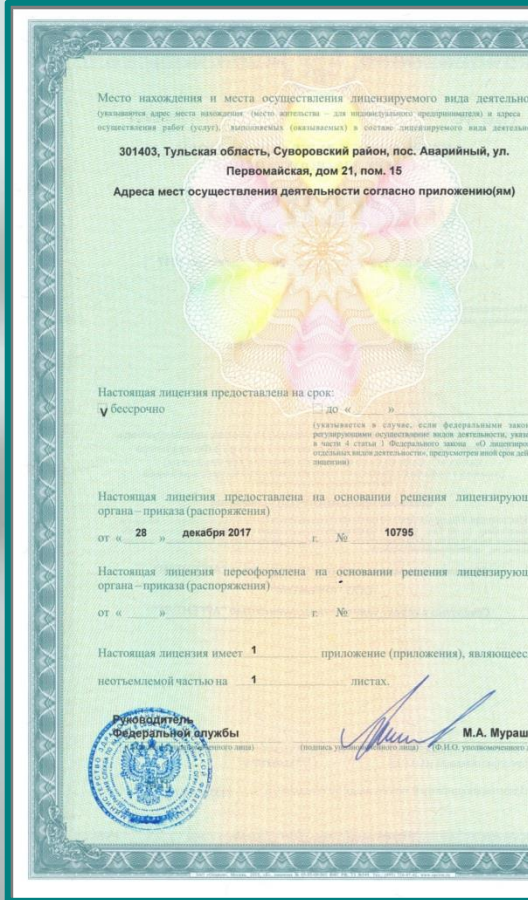 Место нахождения и места осуществления лицензируемого вида деятельно
(указываются адрес места нахождения (место жительства – для индивидуального предпринимателя) и адреса
осуществления работ (услуг), выполняемых (оказываемых) в составе лицензируемого вида деятельно
301403, Тульская область, Суворовский район, пос. Аварийный, ул.
Первомайская, дом 21, пом. 15
Адреса мест осуществления деятельности согласно приложению(ям)
Настоящая лицензия предоставлена на срок:
V бессрочно до « »
(указывается в случае, если федеральными закон
регулирующими осуществление видов деятельности, указа
в части 4 статьи 1 Федерального закона «О лицензиро
отдельных видов деятельности», предусмотрен иной срок дей
лицензии)
Настоящая лицензия предоставлена на основании решения лицензирующ
органа – приказа (распоряжения)
от « 28 » декабря 2017 г. № 10795
Настоящая лицензия переоформлена на основании решения лицензирующ
органа – приказа (распоряжения)
от « » г. №
Настоящая лицензия имеет 1 приложение (приложения), являющеес
неотъемлемой частью на 1 листах.
Руководитель
Федеральной службы
М.А. Мураш
(подпись уполномоченного лица)
(Ф.И.О. уполномоченного